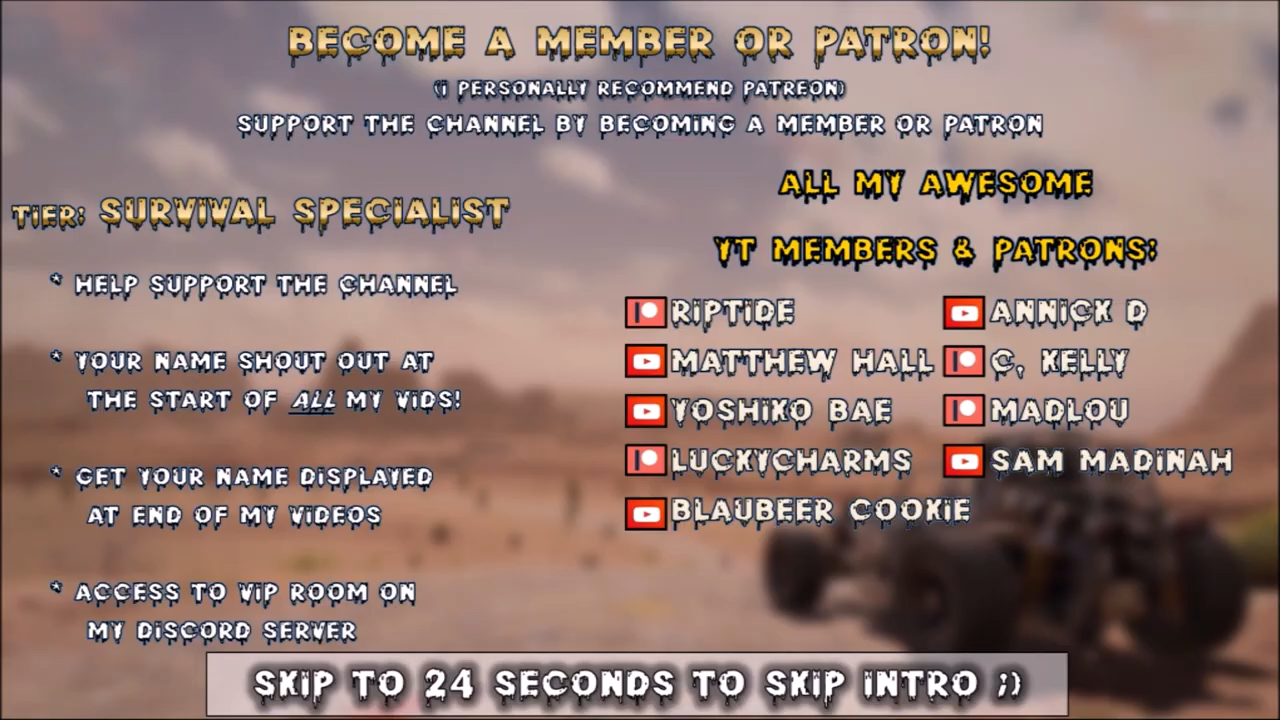 BECOME A MEMBER OR PATRON!
(I PERSONALLY RECOMMEND PATREON)
SUPPORT THE CHANNEL BY BECOMING A MEMBER OR PATRON
TIER: SURVIVAL SPECIALIST
* HELP SUPPORT THE CHANNEL
* YOUR NAME SHOUT OUT AT
THE START OF ALL MY VIDS!
* GET YOUR NAME DISPLAYED
AT END OF MY VIDEOS
* ACCESS TO VIP ROOM ON
MY DISCORD SERVER
ALL MY AWESOME
YT MEMBERS & PATRONS:
RIPTIDE
ANNICK D
MATTHEW HALL
C. KELLY
YOSHIKO BAE
MADLOU
LUCKYCHARMS
SAM MADINAH
BLAUBEER COOKIE
SKIP TO 24 SECONDS TO SKIP INTRO ;)